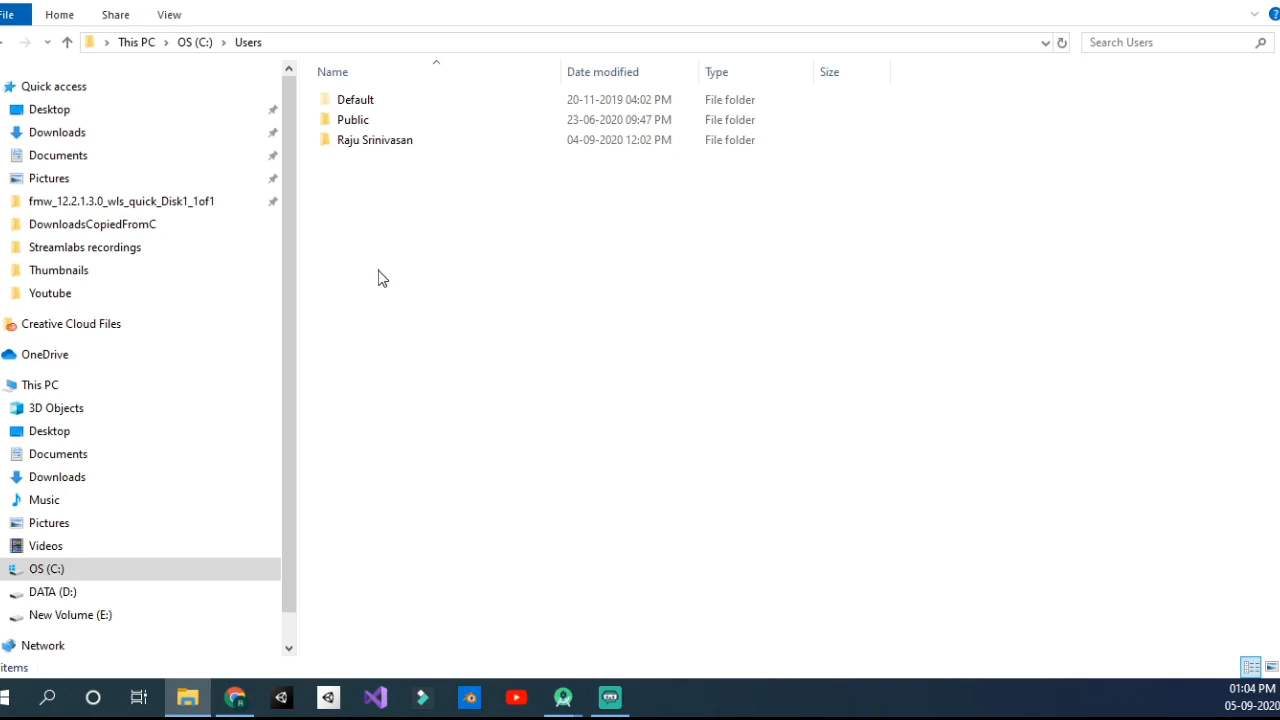 File Home Share View
This PC OS (C:) Users Search Users
Name Date modified Type Size
Default 20-11-2019 04:02 PM File folder
Public 23-06-2020 09:47 PM File folder
Raju Srinivasan 04-09-2020 12:02 PM File folder
Quick access
Desktop
Downloads
Documents
Pictures
fmw_12.2.1.3.0_wls_quick_Disk1_1of1
DownloadsCopiedFromC
Streamlabs recordings
Thumbnails
Youtube
Creative Cloud Files
OneDrive
This PC
3D Objects
Desktop
Documents
Downloads
Music
Pictures
Videos
OS (C:)
DATA (D:)
New Volume (E:)
Network
items
01:04 PM
05-09-2020